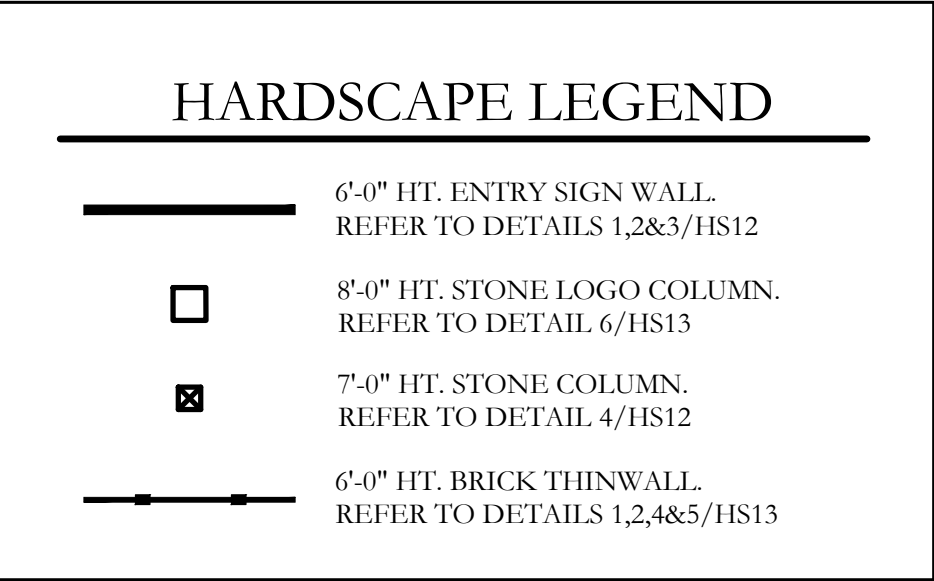 HARDSCAPE LEGEND
6'-0" HT. ENTRY SIGN WALL.
REFER TO DETAILS 1,2&3/HS12
8'-0" HT. STONE LOGO COLUMN.
REFER TO DETAIL 6/HS13
7'-0" HT. STONE COLUMN.
REFER TO DETAIL 4/HS12
6'-0" HT. BRICK THINWALL.
REFER TO DETAILS 1,2,4&5/HS13